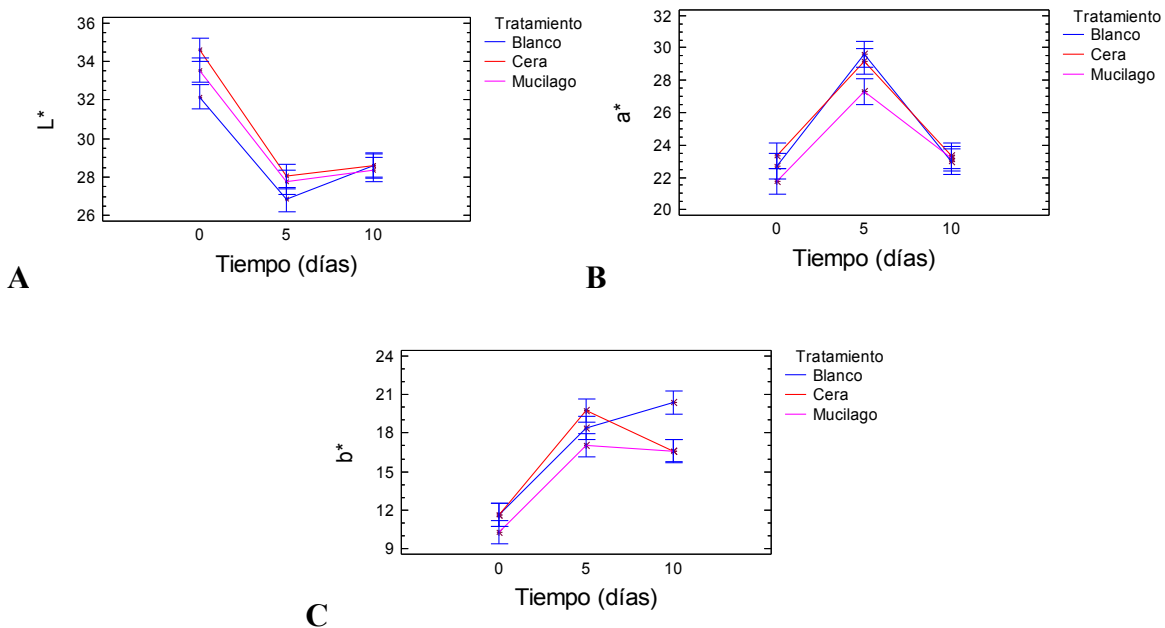 Tratamiento
Blanco
Cera
Mucilago
L*
36
34
32
30
28
26
0 5 10
Tiempo (días)
A
Tratamiento
Blanco
Cera
Mucilago
a*
32
30
28
26
24
22
20
0 5 10
Tiempo (días)
B
Tratamiento
Blanco
Cera
Mucilago
b*
24
21
18
15
12
9
0 5 10
Tiempo (días)
C